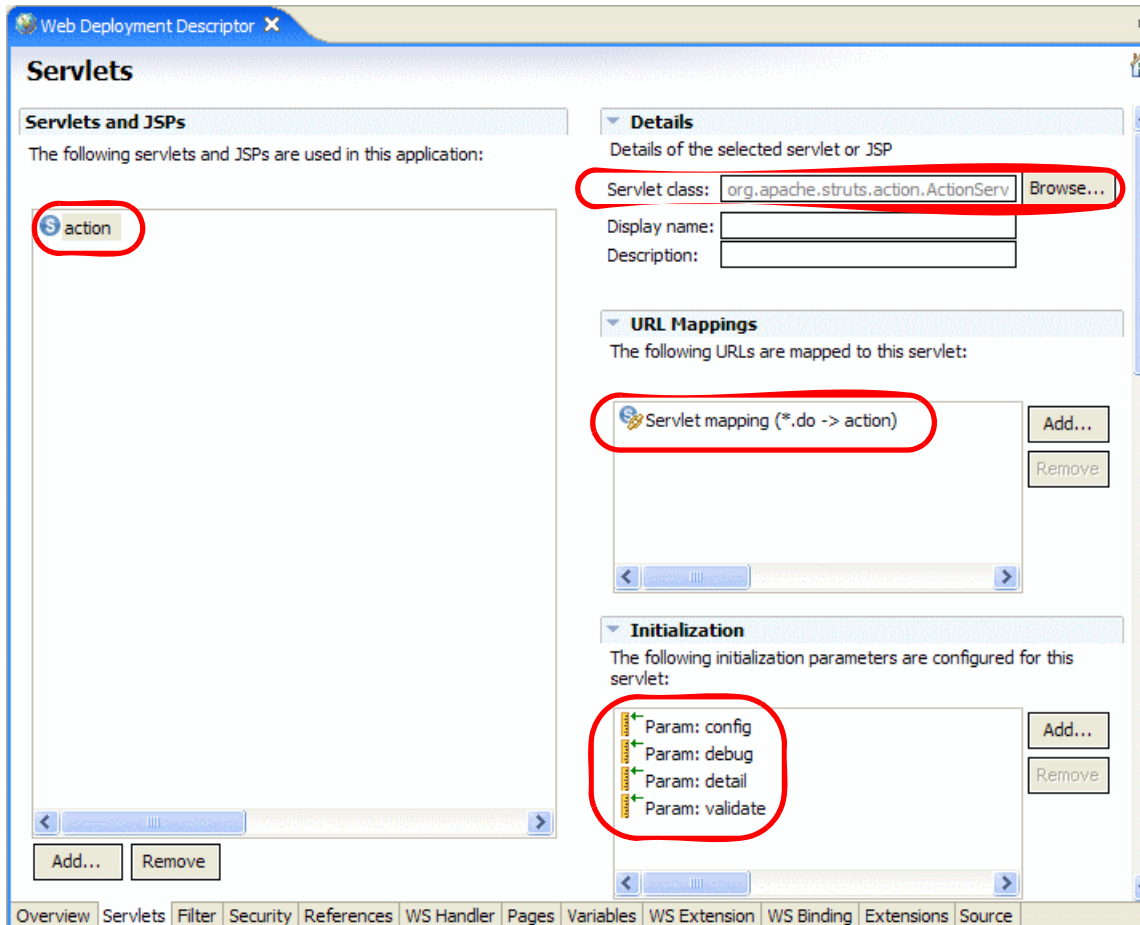 Web Deployment Descriptor
Servlets
Servlets and JSPs
The following servlets and JSPs are used in this application:
action
Add...
Remove
Details
Details of the selected servlet or JSP
Servlet class: org.apache.struts.action.ActionServ Browse...
Display name:
Description:
URL Mappings
The following URLs are mapped to this servlet:
Servlet mapping (*.do -> action)
Add...
Remove
Initialization
The following initialization parameters are configured for this
servlet:
Param: config
Param: debug
Param: detail
Param: validate
Add...
Remove
Overview Servlets Filter Security References WS Handler Pages Variables WS Extension WS Binding Extensions Source